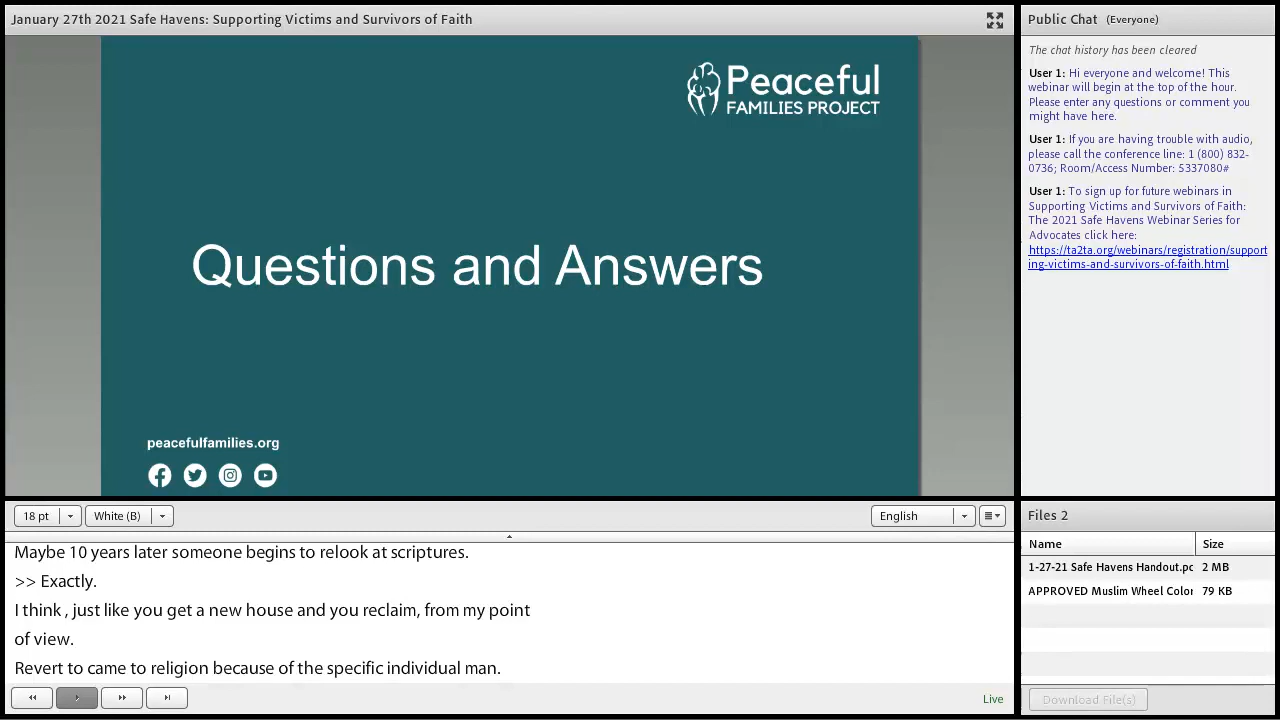 January 27th 2021 Safe Havens: Supporting Victims and Survivors of Faith
Peaceful
FAMILIES PROJECT
Questions and Answers
peacefulfamilies.org
Public Chat (Everyone)
The chat history has been cleared
User 1: Hi everyone and welcome! This
webinar will begin at the top of the hour.
Please enter any questions or comment you
might have here.
User 1: If you are having trouble with audio,
please call the conference line: 1 (800) 832-
0736; Room/Access Number: 5337080#
User 1: To sign up for future webinars in
Supporting Victims and Survivors of Faith:
The 2021 Safe Havens Webinar Series for
Advocates click here:
https://ta2ta.org/webinars/registration/support
ing-victims-and-survivors-of-faith.html
18 pt
White (B)
English
Maybe 10 years later someone begins to relook at scriptures.
>> Exactly.
I think , just like you get a new house and you reclaim, from my point
of view.
Revert to came to religion because of the specific individual man.
Live
Files 2
Name Size
1-27-21 Safe Havens Handout.pc 2 MB
APPROVED Muslim Wheel Color 79 KB
Download File(s)